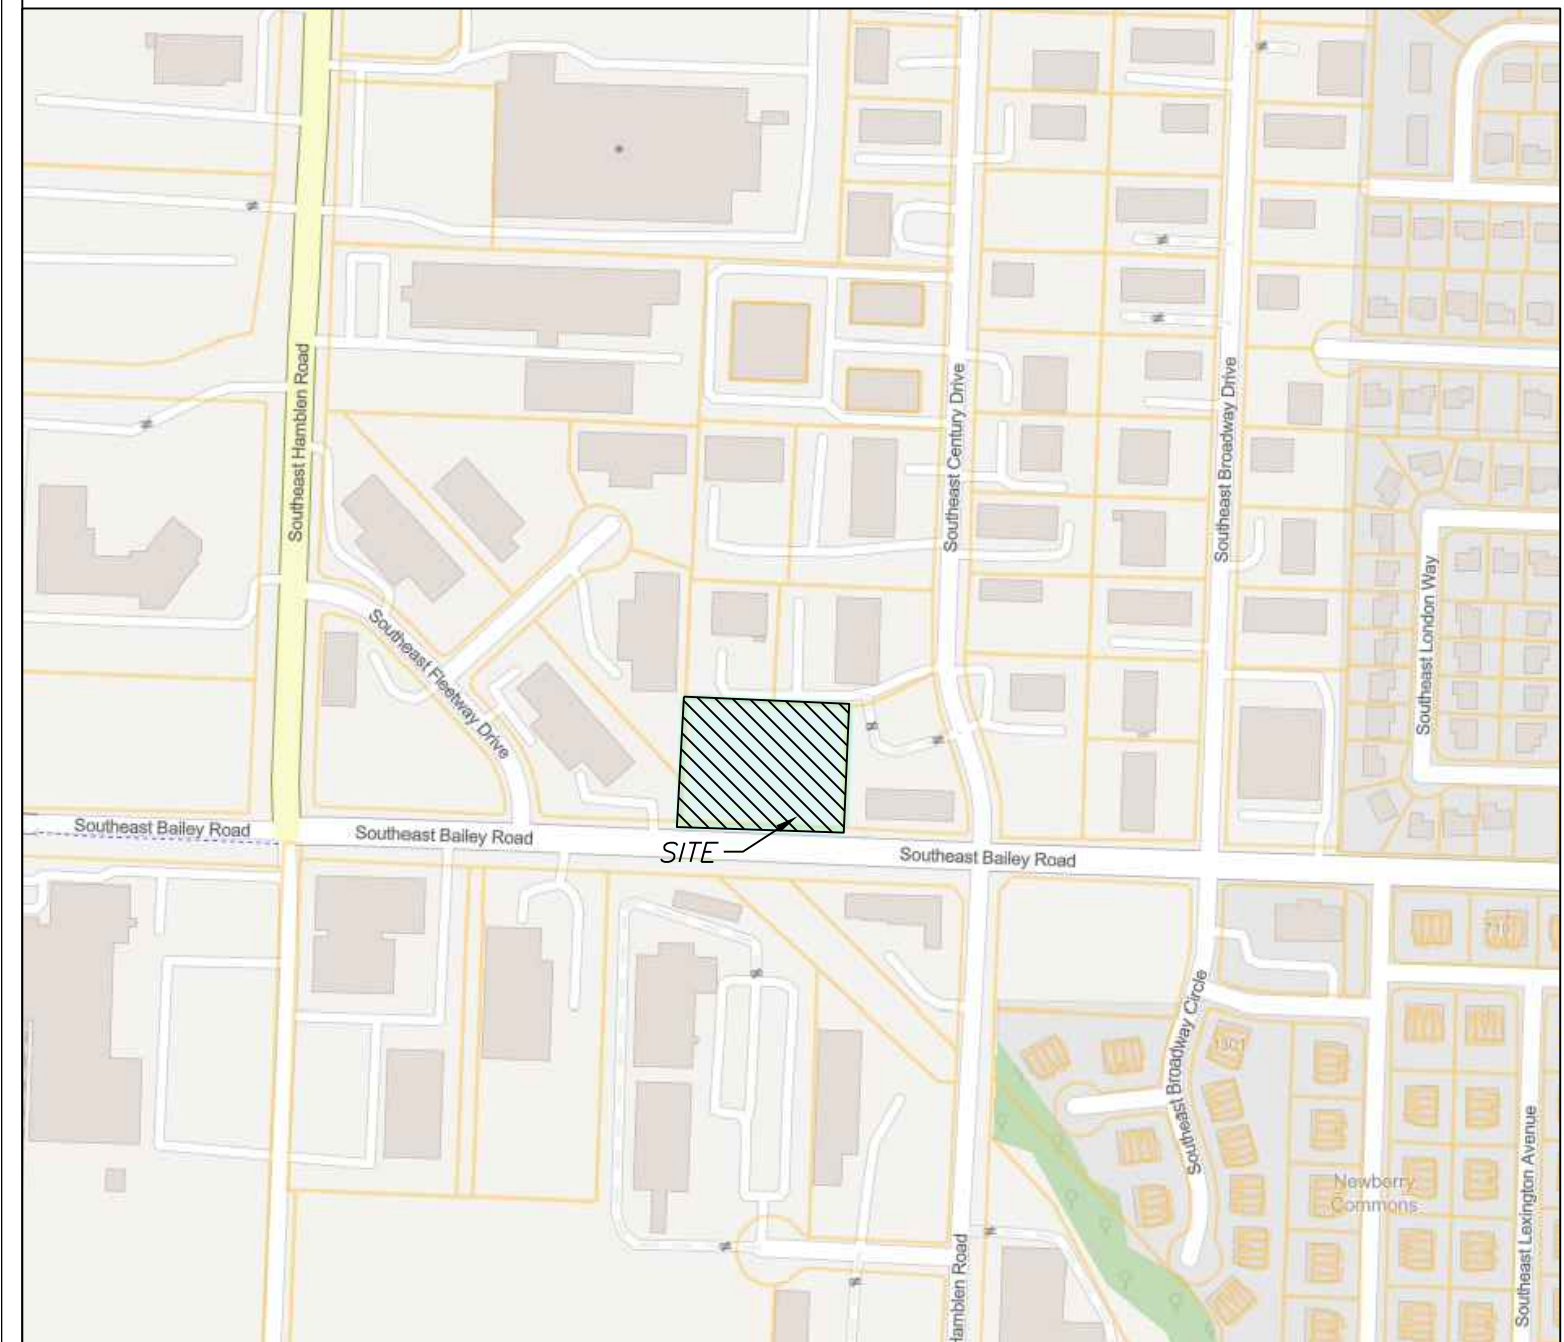 Southeast Hamblen Road
Southeast Century Drive
Southeast Broadway Drive
Southeast London Way
Southeast Fleetway Drive
Southeast Bailey Road
Southeast Bailey Road
SITE
Southeast Bailey Road
710
Southeast Broadway Circle
1501
Newberry
Commons
Southeast Lexington Avenue
Hamblen Road